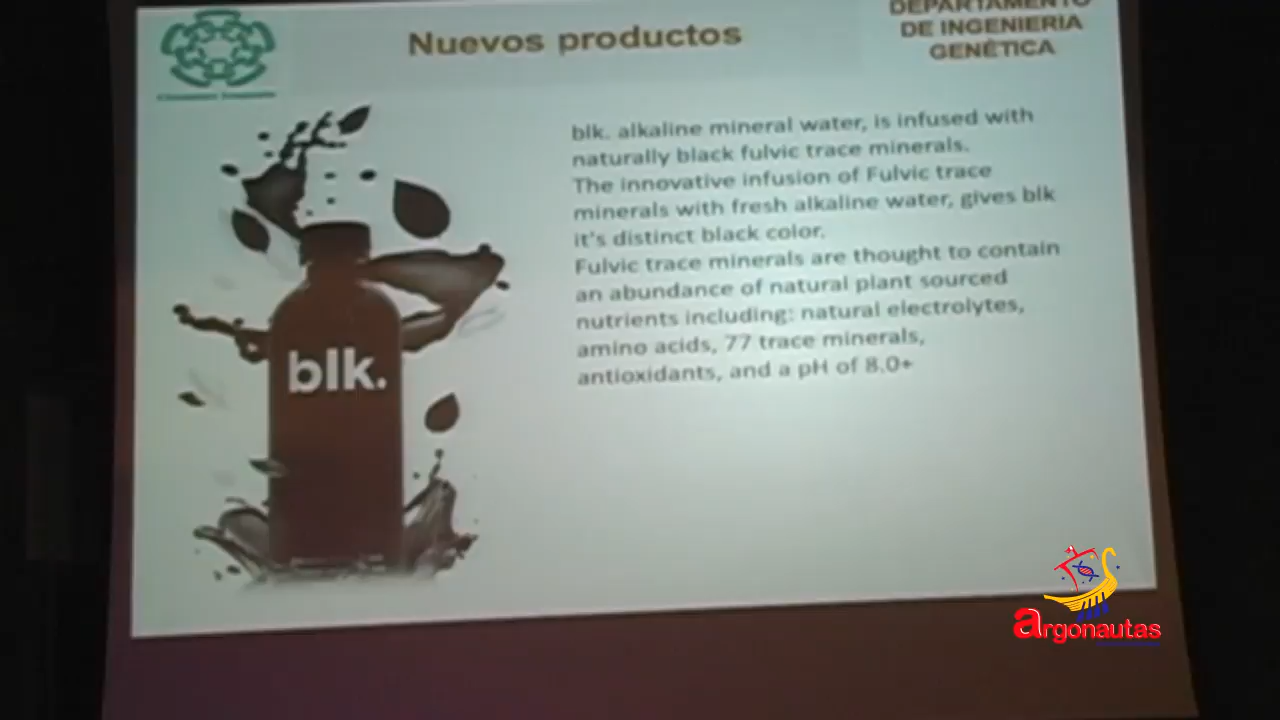 Nuevos productos
DEPARTAMENTO
DE INGENIERIA
GENÉTICA
blk. alkaline mineral water, is infused with
naturally black fulvic trace minerals.
The innovative infusion of Fulvic trace
minerals with fresh alkaline water, gives blk
it's distinct black color.
Fulvic trace minerals are thought to contain
an abundance of natural plant sourced
nutrients including: natural electrolytes,
amino acids, 77 trace minerals,
antioxidants, and a pH of 8.0+
blk.
argonautas